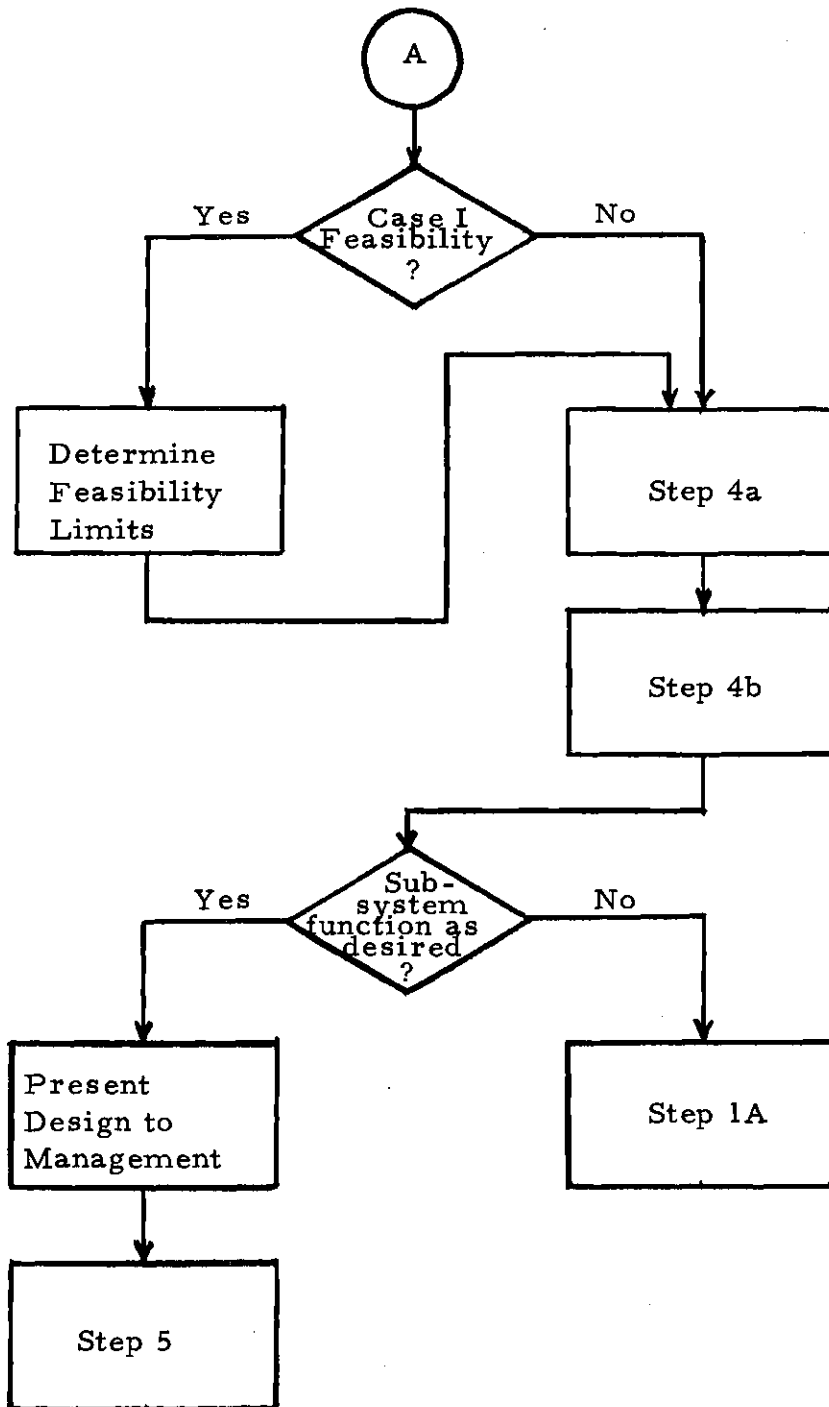 A
Case I
Feasibility
?
Yes
No
Determine
Feasibility
Limits
Step 4a
Step 4b
Sub-
system
function as
desired
?
Yes
No
Present
Design to
Management
Step 1A
Step 5